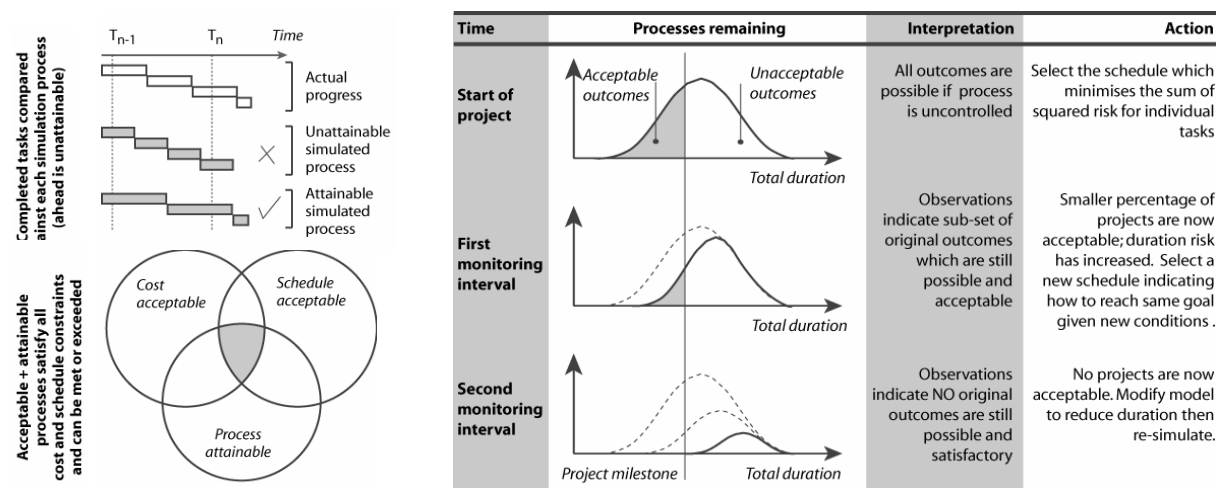 Completed tasks compared
ainst each simulation process
(ahead is unattainable)
Tn-1
Tn
Time
Actual
progress
Unattainable
simulated
process
Attainable
simulated
process
Acceptable + attainable
processes satisfy all
cost and schedule constraints
and can be met or exceeded
Cost
acceptable
Schedule
acceptable
Process
attainable
Time
Processes remaining
Interpretation
Action
Start of
project
Acceptable
outcomes
Unacceptable
outcomes
Total duration
All outcomes are
possible if process
is uncontrolled
Select the schedule which
minimises the sum of
squared risk for individual
tasks
First
monitoring
interval
Total duration
Observations
indicate sub-set of
original outcomes
which are still
possible and
acceptable
Smaller percentage of
projects are now
acceptable; duration risk
has increased. Select a
new schedule indicating
how to reach same goal
given new conditions .
Second
monitoring
interval
Project milestone
Total duration
Observations
indicate NO original
outcomes are still
possible and
satisfactory
No projects are now
acceptable. Modify model
to reduce duration then
re-simulate.